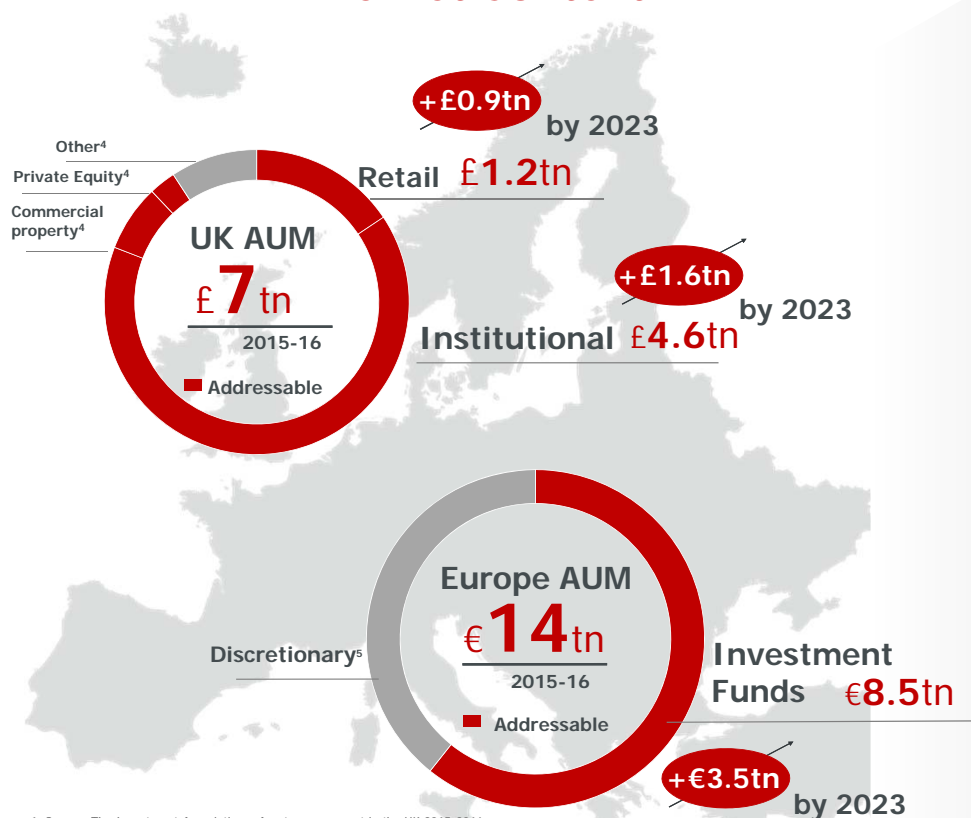 +£0.9tn
by 2023
Other⁴
Private Equity⁴
Commercial
property⁴
Retail £1.2tn
UK AUM
£7tn
2015-16
Addressable
+£1.6tn
by 2023
Institutional £4.6tn
Europe AUM
€14tn
2015-16
Addressable
Discretionary⁵
Investment
Funds €8.5tn
+€3.5tn
by 2023